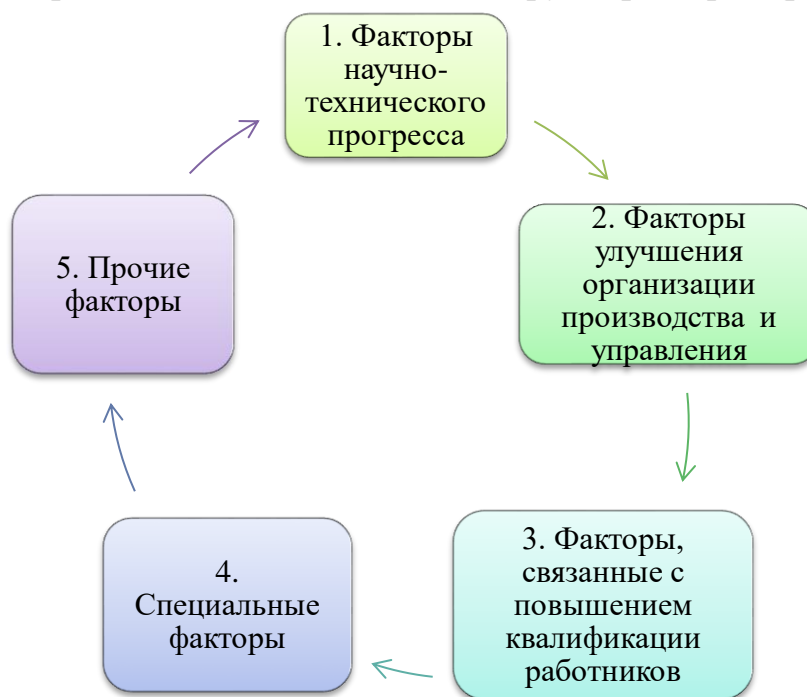 1. Факторы
научно-
технического
прогресса
2. Факторы
улучшения
организации
производства и
управления
3. Факторы,
связанные с
повышением
квалификации
работников
4.
Специальные
факторы
5. Прочие
факторы